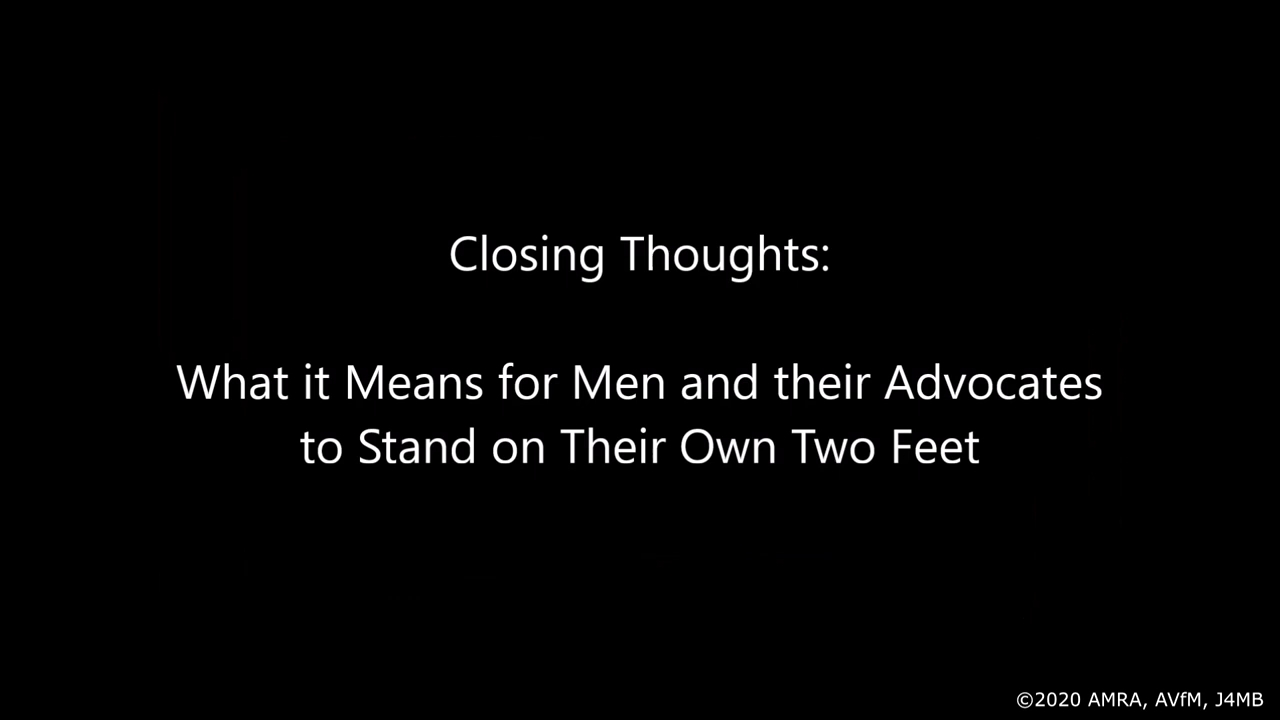 Closing Thoughts:
What it Means for Men and their Advocates
to Stand on Their Own Two Feet
©2020 AMRA, AVfM, J4MB